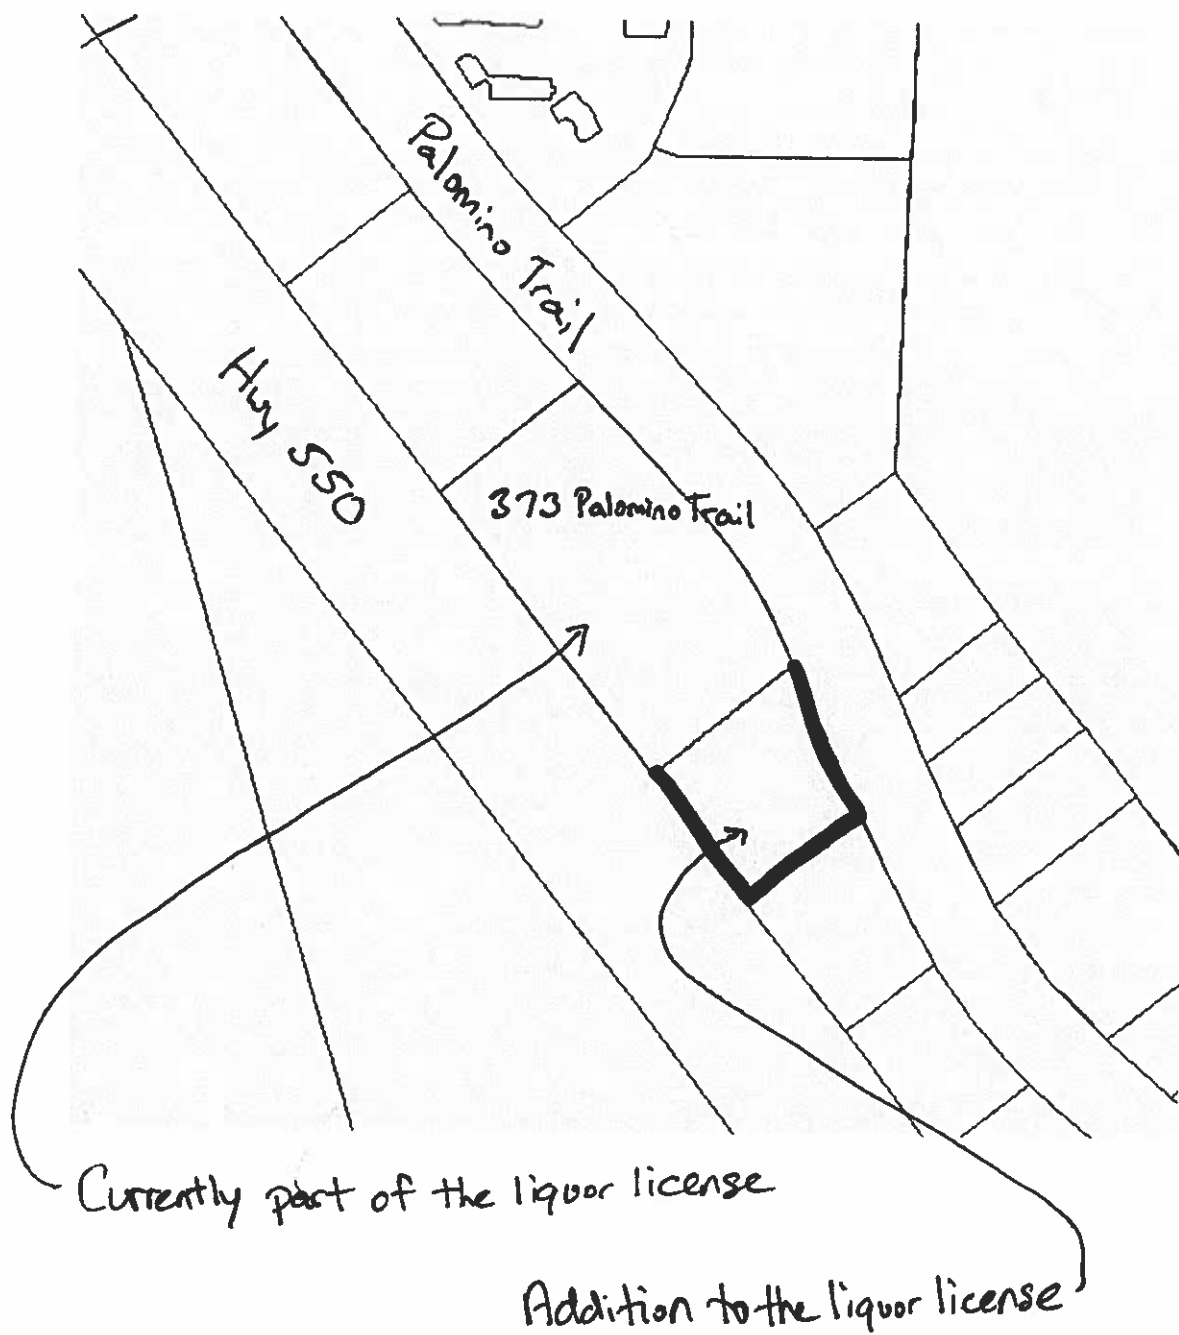 Palomino Trail
Hwy 550
373 Palomino Trail
Currently part of the liquor license
Addition to the liquor license